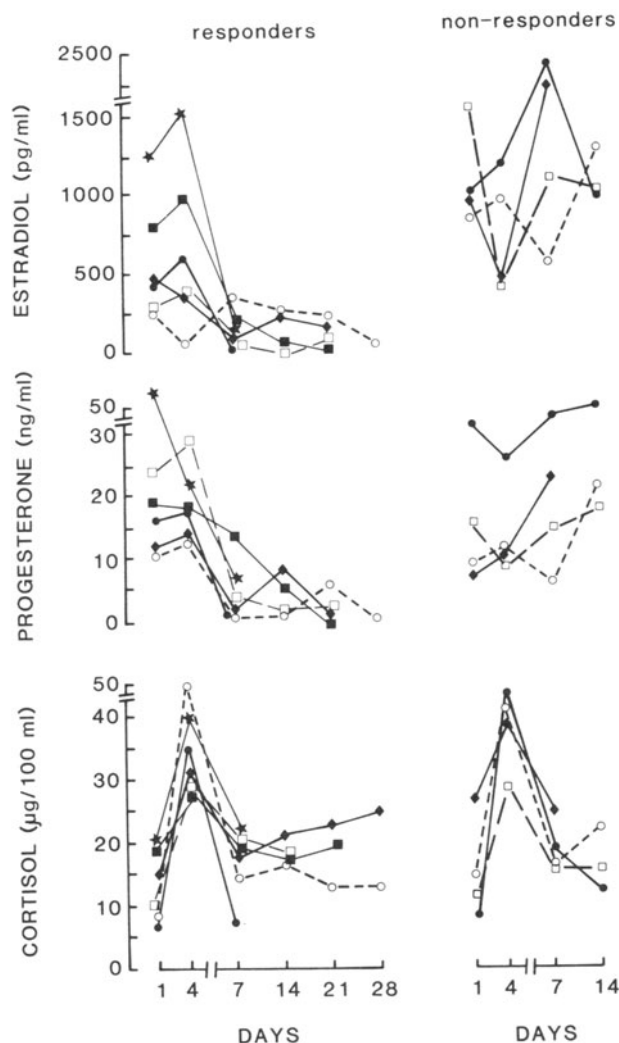 responders
non-responders
ESTRADIOL (pg/ml)
2500
1500
1000
500
0
PROGESTERONE (ng/ml)
50
30
20
10
0
CORTISOL (µg/100 ml)
50
40
30
20
10
0
1 4 7 14 21 28
1 4 7 14
DAYS
DAYS